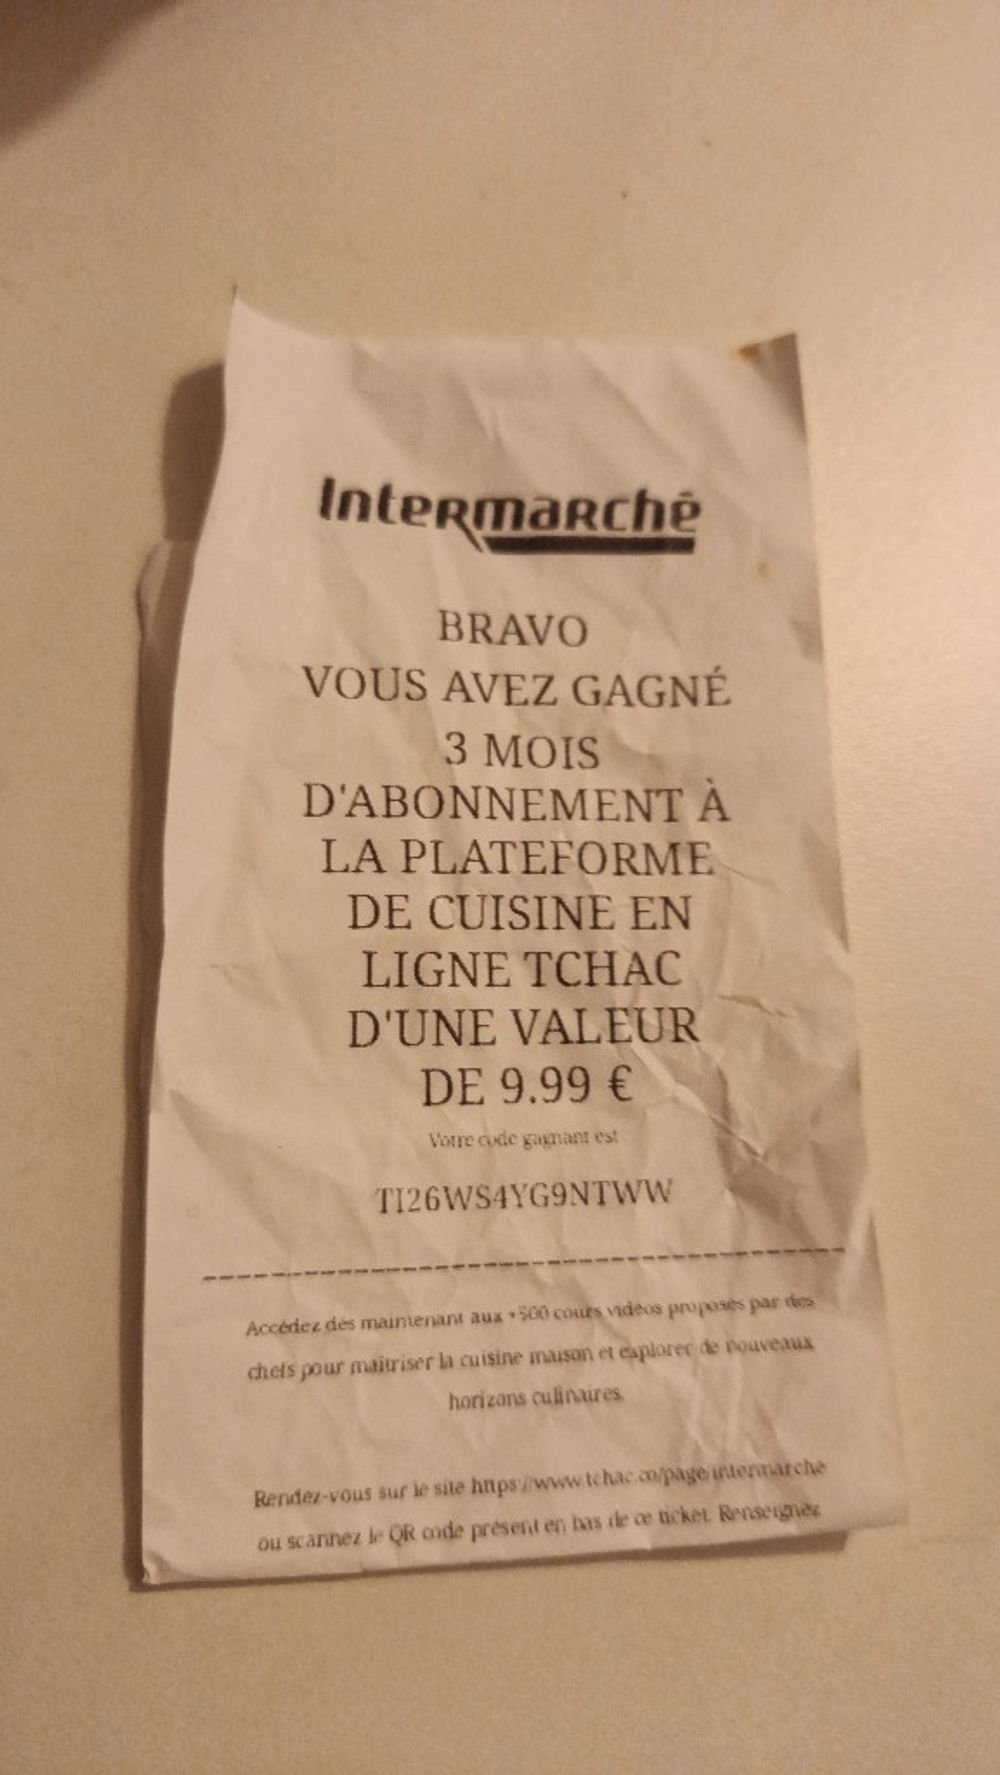 Intermarché
BRAVO
VOUS AVEZ GAGNÉ
3 MOIS
D'ABONNEMENT À
LA PLATEFORME
DE CUISINE EN
LIGNE TCHAC
D'UNE VALEUR
DE 9.99 €
Votre code gagnant est
TI26WS4YG9NTWW
Accédez dès maintenant aux +500 cours vidéos proposés par des
chefs pour maîtriser la cuisine maison et explorer de nouveaux
horizons culinaires.
Rendez-vous sur le site https://www.tchac.co/page/intermarche
ou scannez le QR code présent en bas de ce ticket. Renseignez